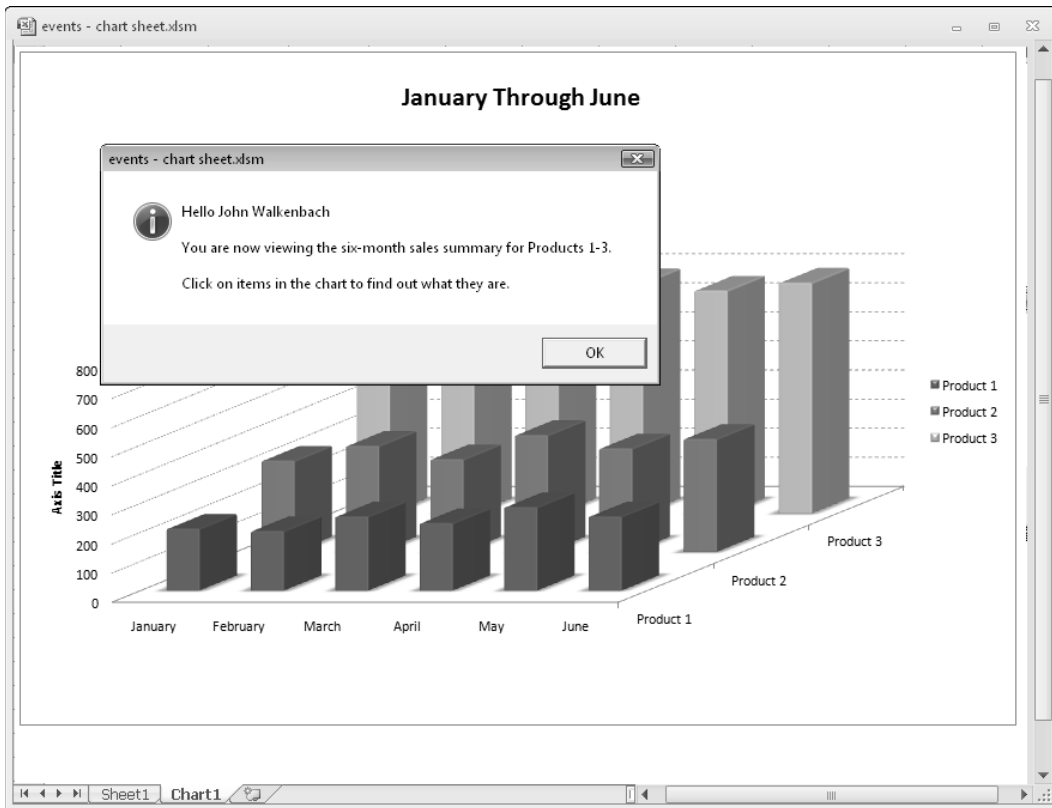 events - chart sheet.xlsm
January Through June
events - chart sheet.xlsm
Hello John Walkenbach
You are now viewing the six-month sales summary for Products 1-3.
Click on items in the chart to find out what they are.
OK
800
700
600
500
400
300
200
100
0
Axis Title
January February March April May June
Product 1
Product 2
Product 3
Product 1
Product 2
Product 3
Sheet1 Chart1